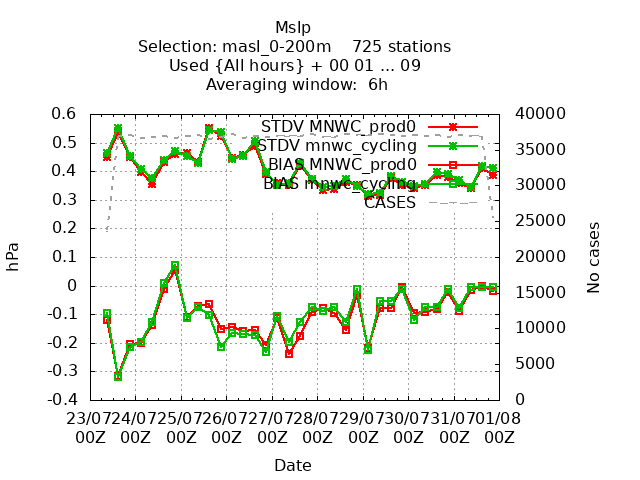 Mslp
Selection: masl_0-200m    725 stations
Used {All hours} + 00 01 ... 09
Averaging window:  6h
0.6
0.5
0.4
0.3
0.2
0.1
0
-0.1
-0.2
-0.3
-0.4
hPa
40000
35000
30000
25000
20000
15000
10000
5000
0
No cases
STDV MNWC_prod0
STDV mnwc_cycling
BIAS MNWC_prod0
BIAS mnwc_cycling
CASES
23/07 24/07 25/07 26/07 27/07 28/07 29/07 30/07 31/07 01/08
00Z 00Z 00Z 00Z 00Z 00Z 00Z 00Z 00Z 00Z
Date